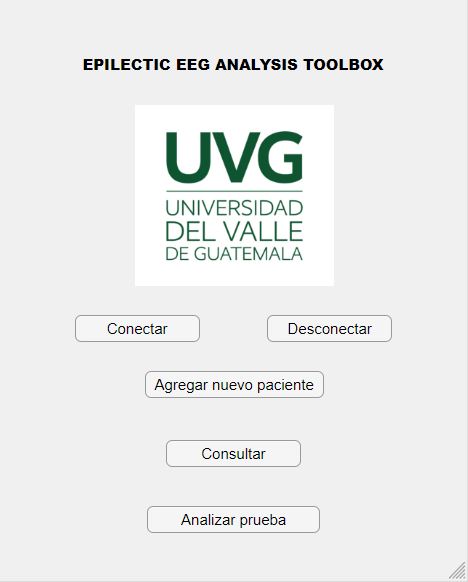 EPILECTIC EEG ANALYSIS TOOLBOX
UVG
UNIVERSIDAD
DEL VALLE
DE GUATEMALA
Conectar
Desconectar
Agregar nuevo paciente
Consultar
Analizar prueba